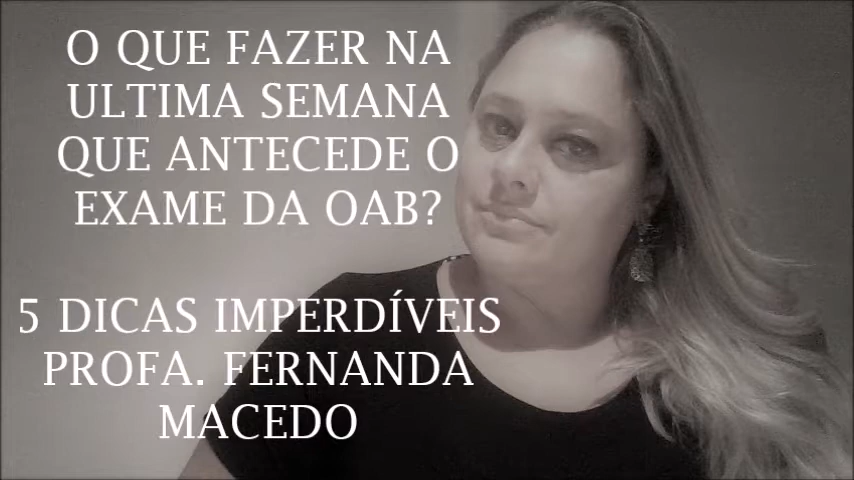 O QUE FAZER NA
ULTIMA SEMANA
QUE ANTECEDE O
EXAME DA OAB?
5 DICAS IMPERDÍVEIS
PROFA. FERNANDA
MACEDO